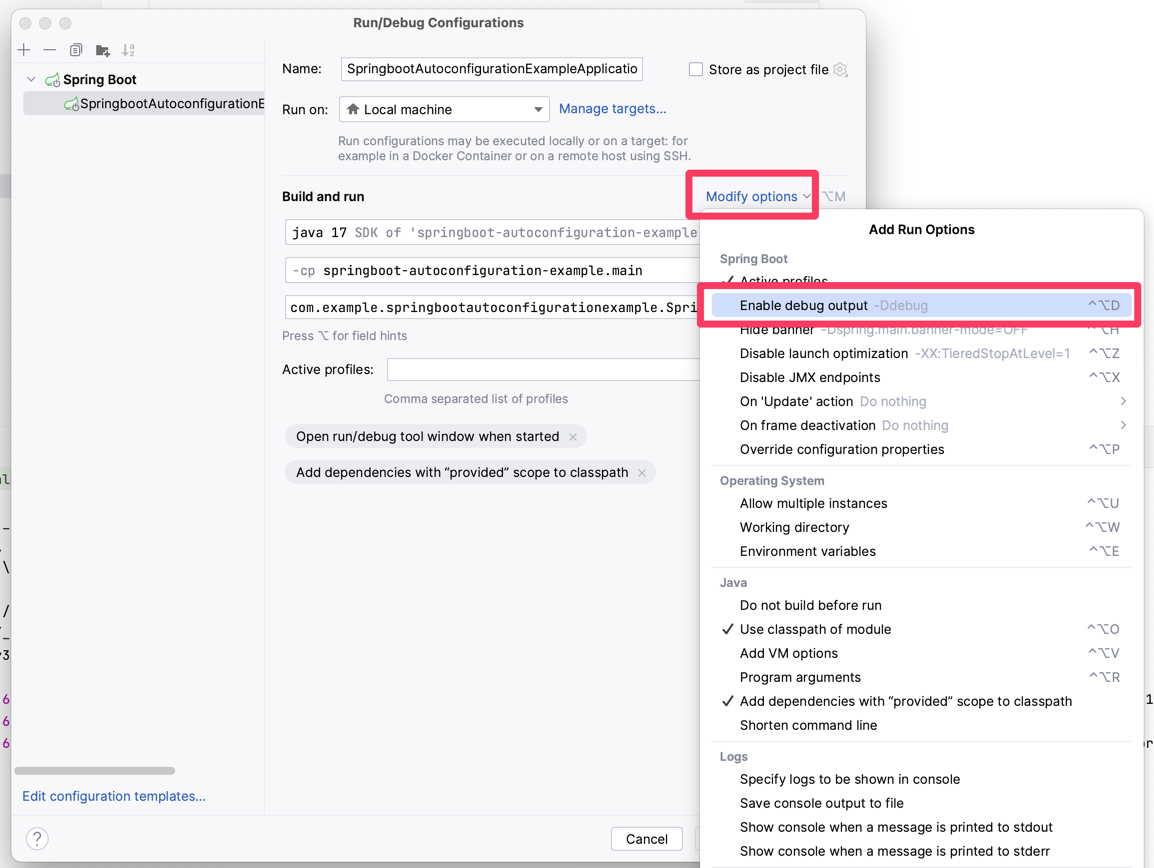 Run/Debug Configurations
Spring Boot
SpringbootAutoconfigurationE
Name:
SpringbootAutoconfigurationExampleApplicatio
Store as project file
Run on:
Local machine
Manage targets...
Run configurations may be executed locally or on a target: for
example in a Docker Container or on a remote host using SSH.
Build and run
Modify options
⌥M
java 17 SDK of 'springboot-autoconfiguration-example
-cp springboot-autoconfiguration-example.main
com.example.springbootautoconfigurationexample.Spri
Press ⌥ for field hints
Active profiles:
Comma separated list of profiles
Open run/debug tool window when started ×
Add dependencies with “provided” scope to classpath ×
Edit configuration templates...
?
Cancel
Add Run Options
Spring Boot
✓ Active profiles
Enable debug output -Ddebug ^⌥D
Hide banner -Dspring.main.banner-mode=OFF ^⌥H
Disable launch optimization -XX:TieredStopAtLevel=1 ^⌥Z
Disable JMX endpoints ^⌥X
On 'Update' action Do nothing >
On frame deactivation Do nothing >
Override configuration properties ^⌥P
Operating System
Allow multiple instances ^⌥U
Working directory ^⌥W
Environment variables ^⌥E
Java
Do not build before run
✓ Use classpath of module ^⌥O
Add VM options ^⌥V
Program arguments ^⌥R
✓ Add dependencies with “provided” scope to classpath
Shorten command line
Logs
Specify logs to be shown in console
Save console output to file
Show console when a message is printed to stdout
Show console when a message is printed to stderr